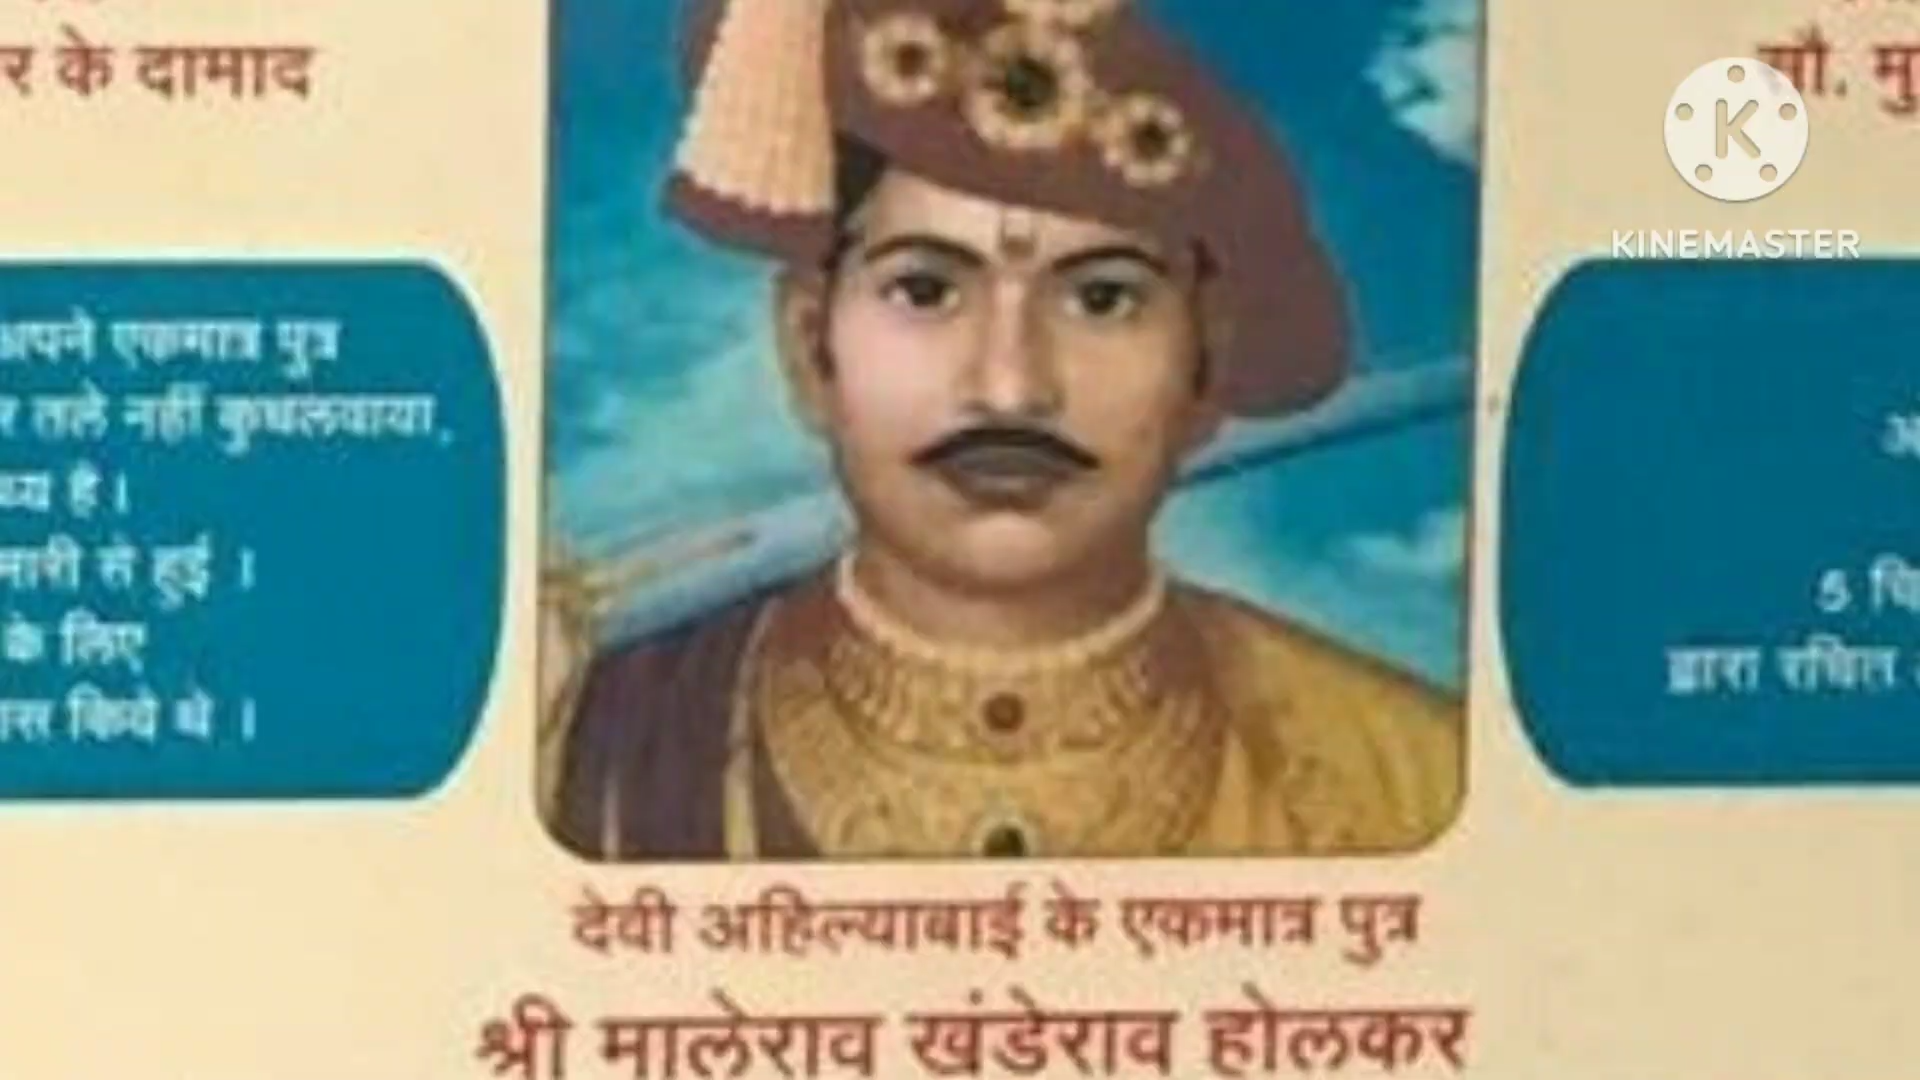 र के दामाद
सौ. मु
KINEMASTER
अपने एकमात्र पुत्र
र तले नहीं कुचलवाया,
थ्य है।
मारी से हुई ।
के लिए
किये थे ।
5 चि
द्वारा रचित
देवी अहिल्याबाई के एकमात्र पुत्र
श्री मालेराव खंडेराव होलकर